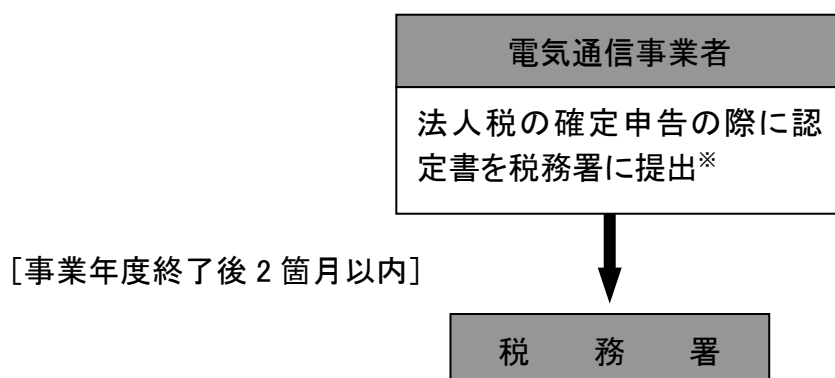 電気通信事業者
法人税の確定申告の際に認
定書を税務署に提出※
［事業年度終了後２箇月以内］
税　務　署